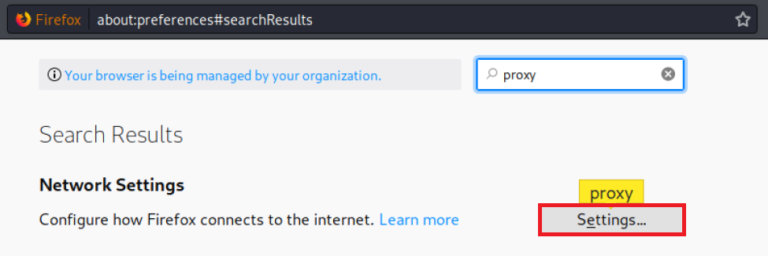 Firefox about:preferences#searchResults
Your browser is being managed by your organization. proxy
Search Results
Network Settings
proxy
Configure how Firefox connects to the internet. Learn more Settings...